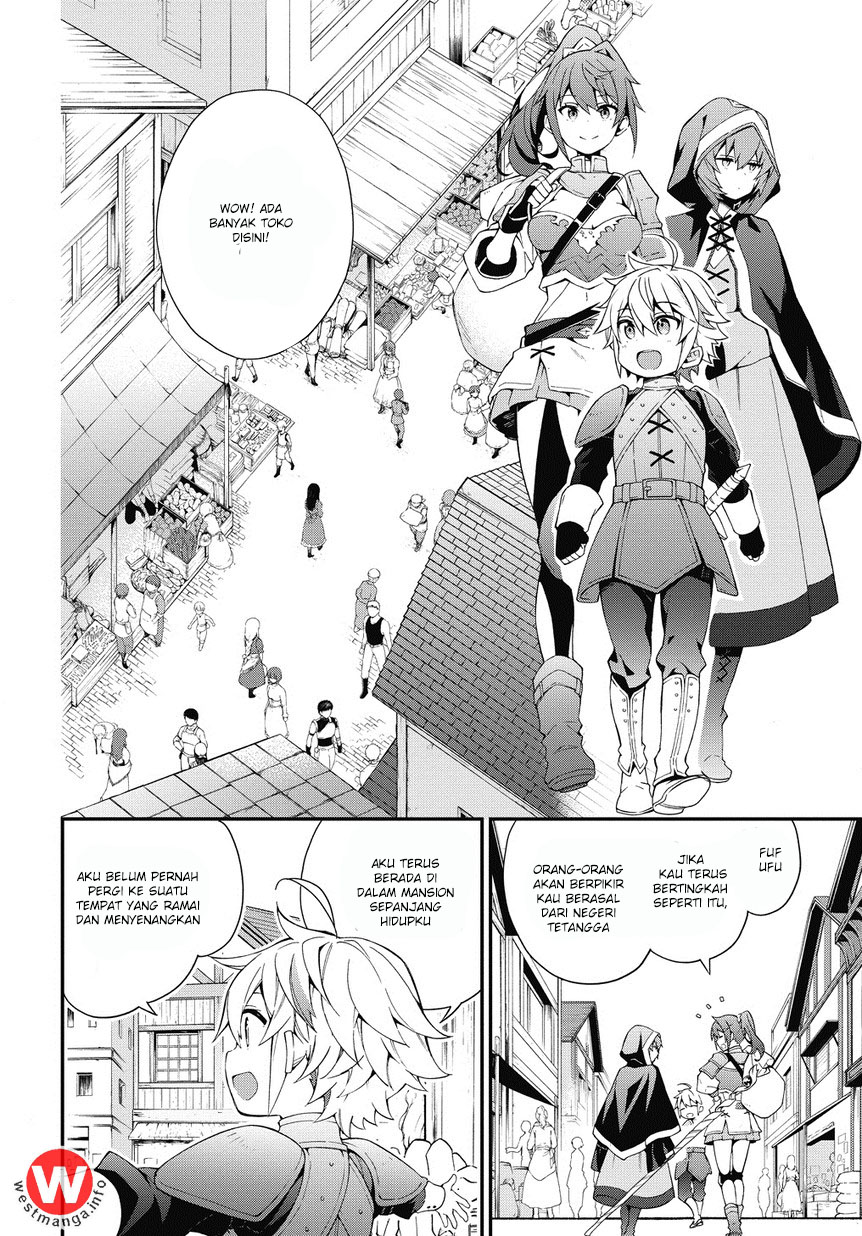 WOW! ADA
BANYAK TOKO
DISINI!
FUF
UFU
JIKA
KAU TERUS
BERTINGKAH
SEPERTI ITU,
ORANG-ORANG
AKAN BERPIKIR
KAU BERASAL
DARI NEGERI
TETANGGA
AKU TERUS
BERADA DI
DALAM MANSION
SEPANJANG
HIDUPKU
AKU BELUM PERNAH
PERGI KE SUATU
TEMPAT YANG RAMAI
DAN MENYENANGKAN
W
westmanga.info